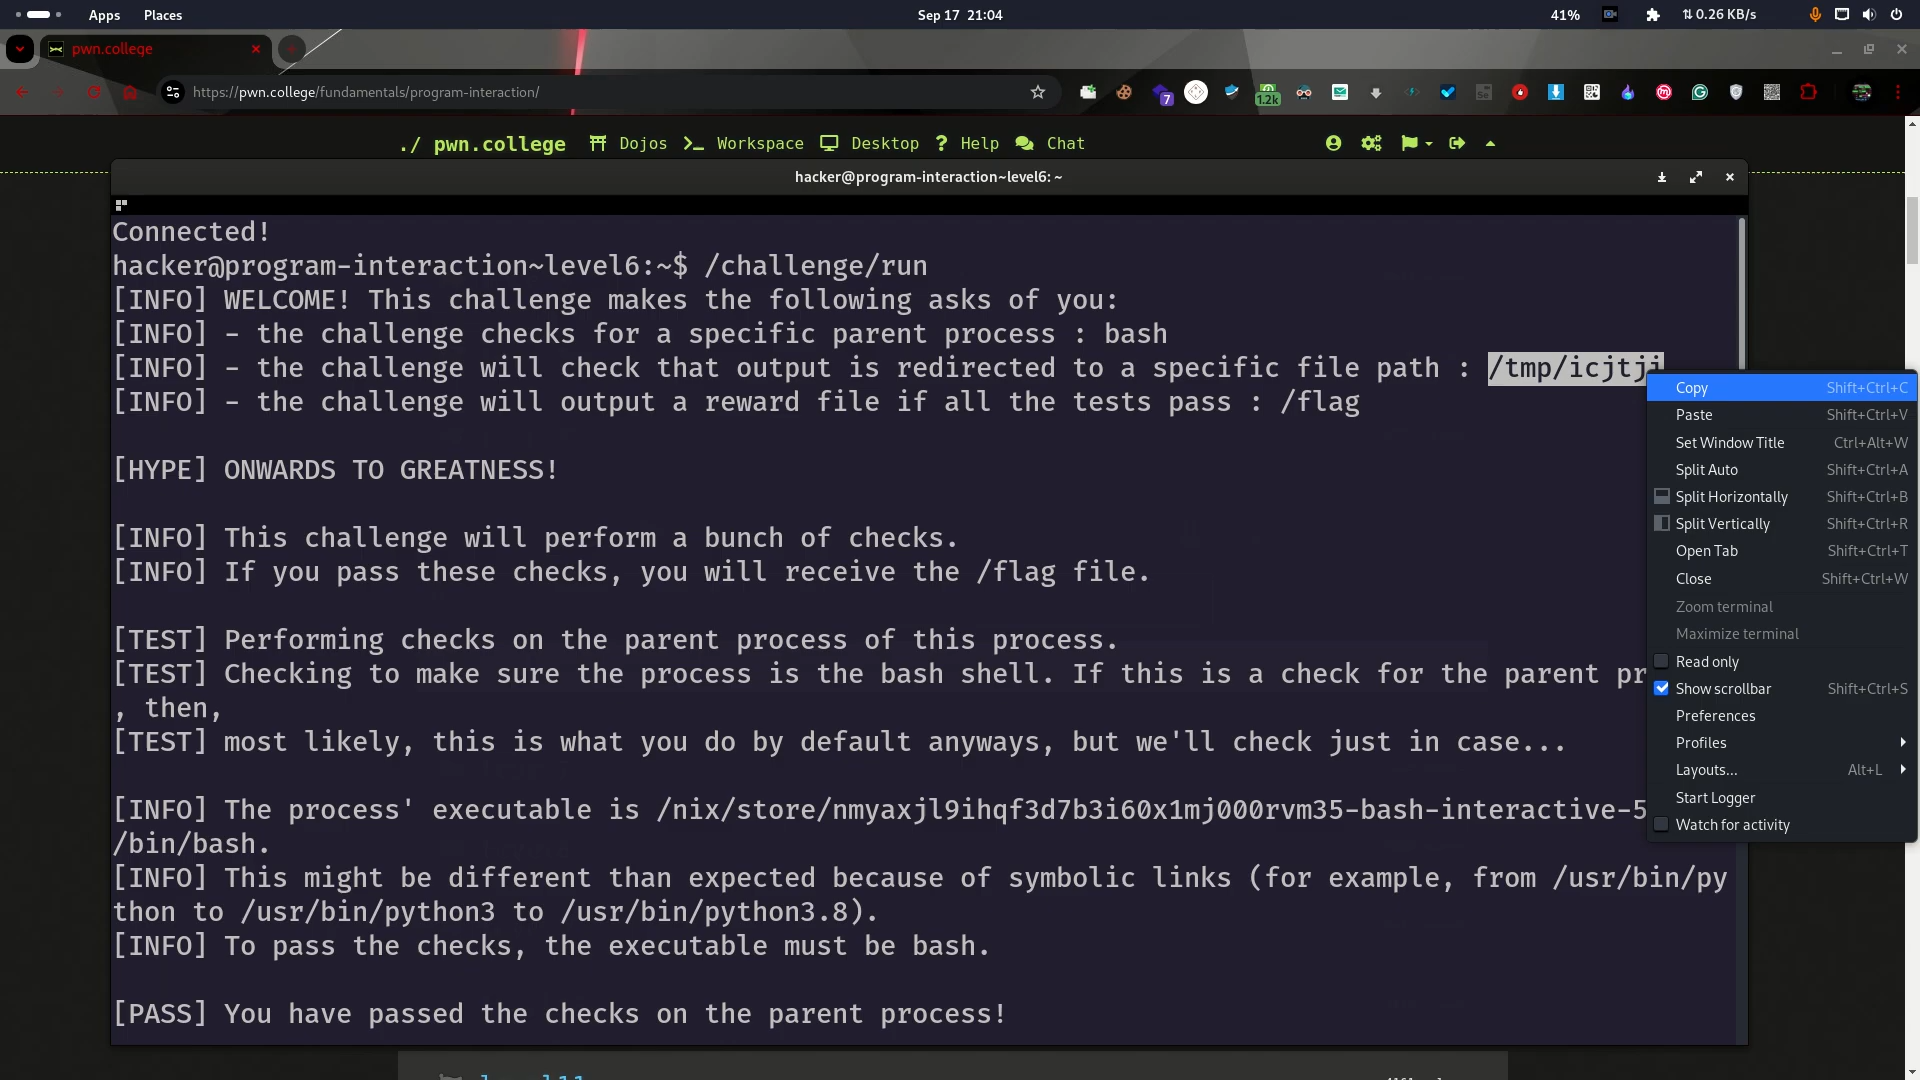 Apps Places Sep 17 21:04 41% 0.26 KB/s
pwn.college
https://pwn.college/fundamentals/program-interaction/ 7 1.2k
./ pwn.college Dojos Workspace Desktop Help Chat
hacker@program-interaction~level6: ~
Connected!
hacker@program-interaction~level6:~$ /challenge/run
[INFO] WELCOME! This challenge makes the following asks of you:
[INFO] - the challenge checks for a specific parent process : bash
[INFO] - the challenge will check that output is redirected to a specific file path : /tmp/icjtji
[INFO] - the challenge will output a reward file if all the tests pass : /flag
[HYPE] ONWARDS TO GREATNESS!
[INFO] This challenge will perform a bunch of checks.
[INFO] If you pass these checks, you will receive the /flag file.
[TEST] Performing checks on the parent process of this process.
[TEST] Checking to make sure the process is the bash shell. If this is a check for the parent pr
, then,
[TEST] most likely, this is what you do by default anyways, but we'll check just in case...
[INFO] The process' executable is /nix/store/nmyaxjl9ihqf3d7b3i60x1mj000rvm35-bash-interactive-5
/bin/bash.
[INFO] This might be different than expected because of symbolic links (for example, from /usr/bin/py
thon to /usr/bin/python3 to /usr/bin/python3.8).
[INFO] To pass the checks, the executable must be bash.
[PASS] You have passed the checks on the parent process!
Copy Shift+Ctrl+C
Paste Shift+Ctrl+V
Set Window Title Ctrl+Alt+W
Split Auto Shift+Ctrl+A
Split Horizontally Shift+Ctrl+B
Split Vertically Shift+Ctrl+R
Open Tab Shift+Ctrl+T
Close Shift+Ctrl+W
Zoom terminal
Maximize terminal
Read only
Show scrollbar Shift+Ctrl+S
Preferences
Profiles
Layouts... Alt+L
Start Logger
Watch for activity